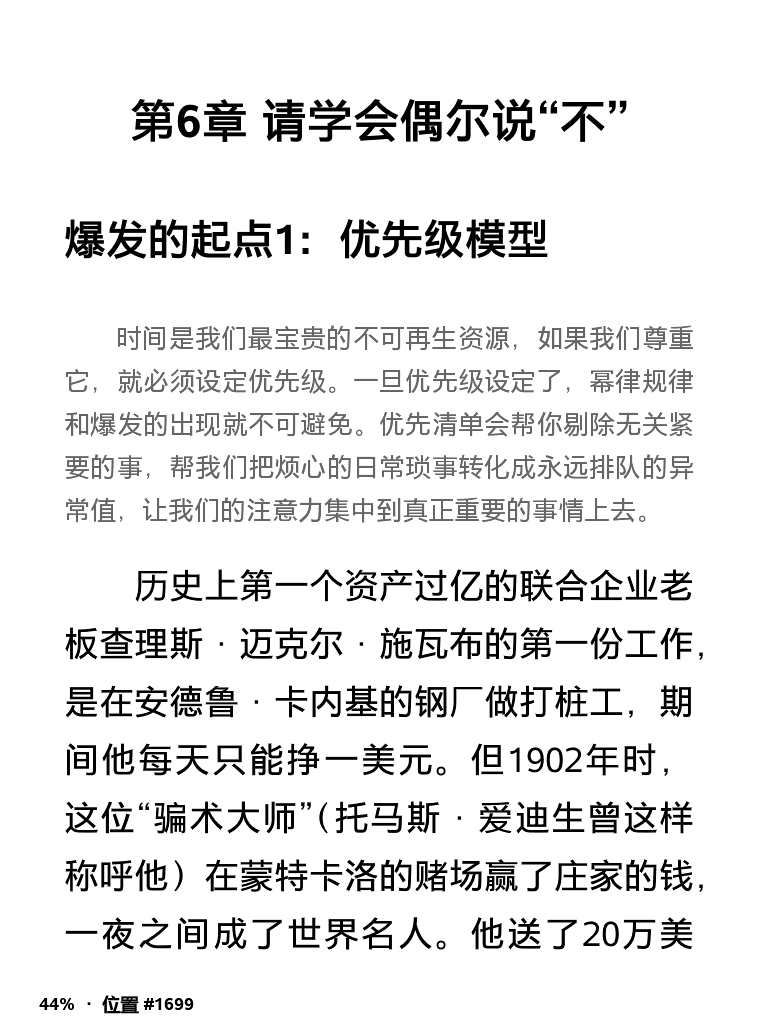 第6章 请学会偶尔说“不”
爆发的起点1：优先级模型
时间是我们最宝贵的不可再生资源，如果我们尊重
它，就必须设定优先级。一旦优先级设定了，幂律规律
和爆发的出现就不可避免。优先清单会帮你剔除无关紧
要的事，帮我们把烦心的日常琐事转化成永远排队的异
常值，让我们的注意力集中到真正重要的事情上去。
历史上第一个资产过亿的联合企业老
板查理斯·迈克尔·施瓦布的第一份工作，
是在安德鲁·卡内基的钢厂做打桩工，期
间他每天只能挣一美元。但1902年时，
这位“骗术大师”（托马斯·爱迪生曾这样
称呼他）在蒙特卡洛的赌场赢了庄家的钱，
一夜之间成了世界名人。他送了20万美
44% · 位置 #1699